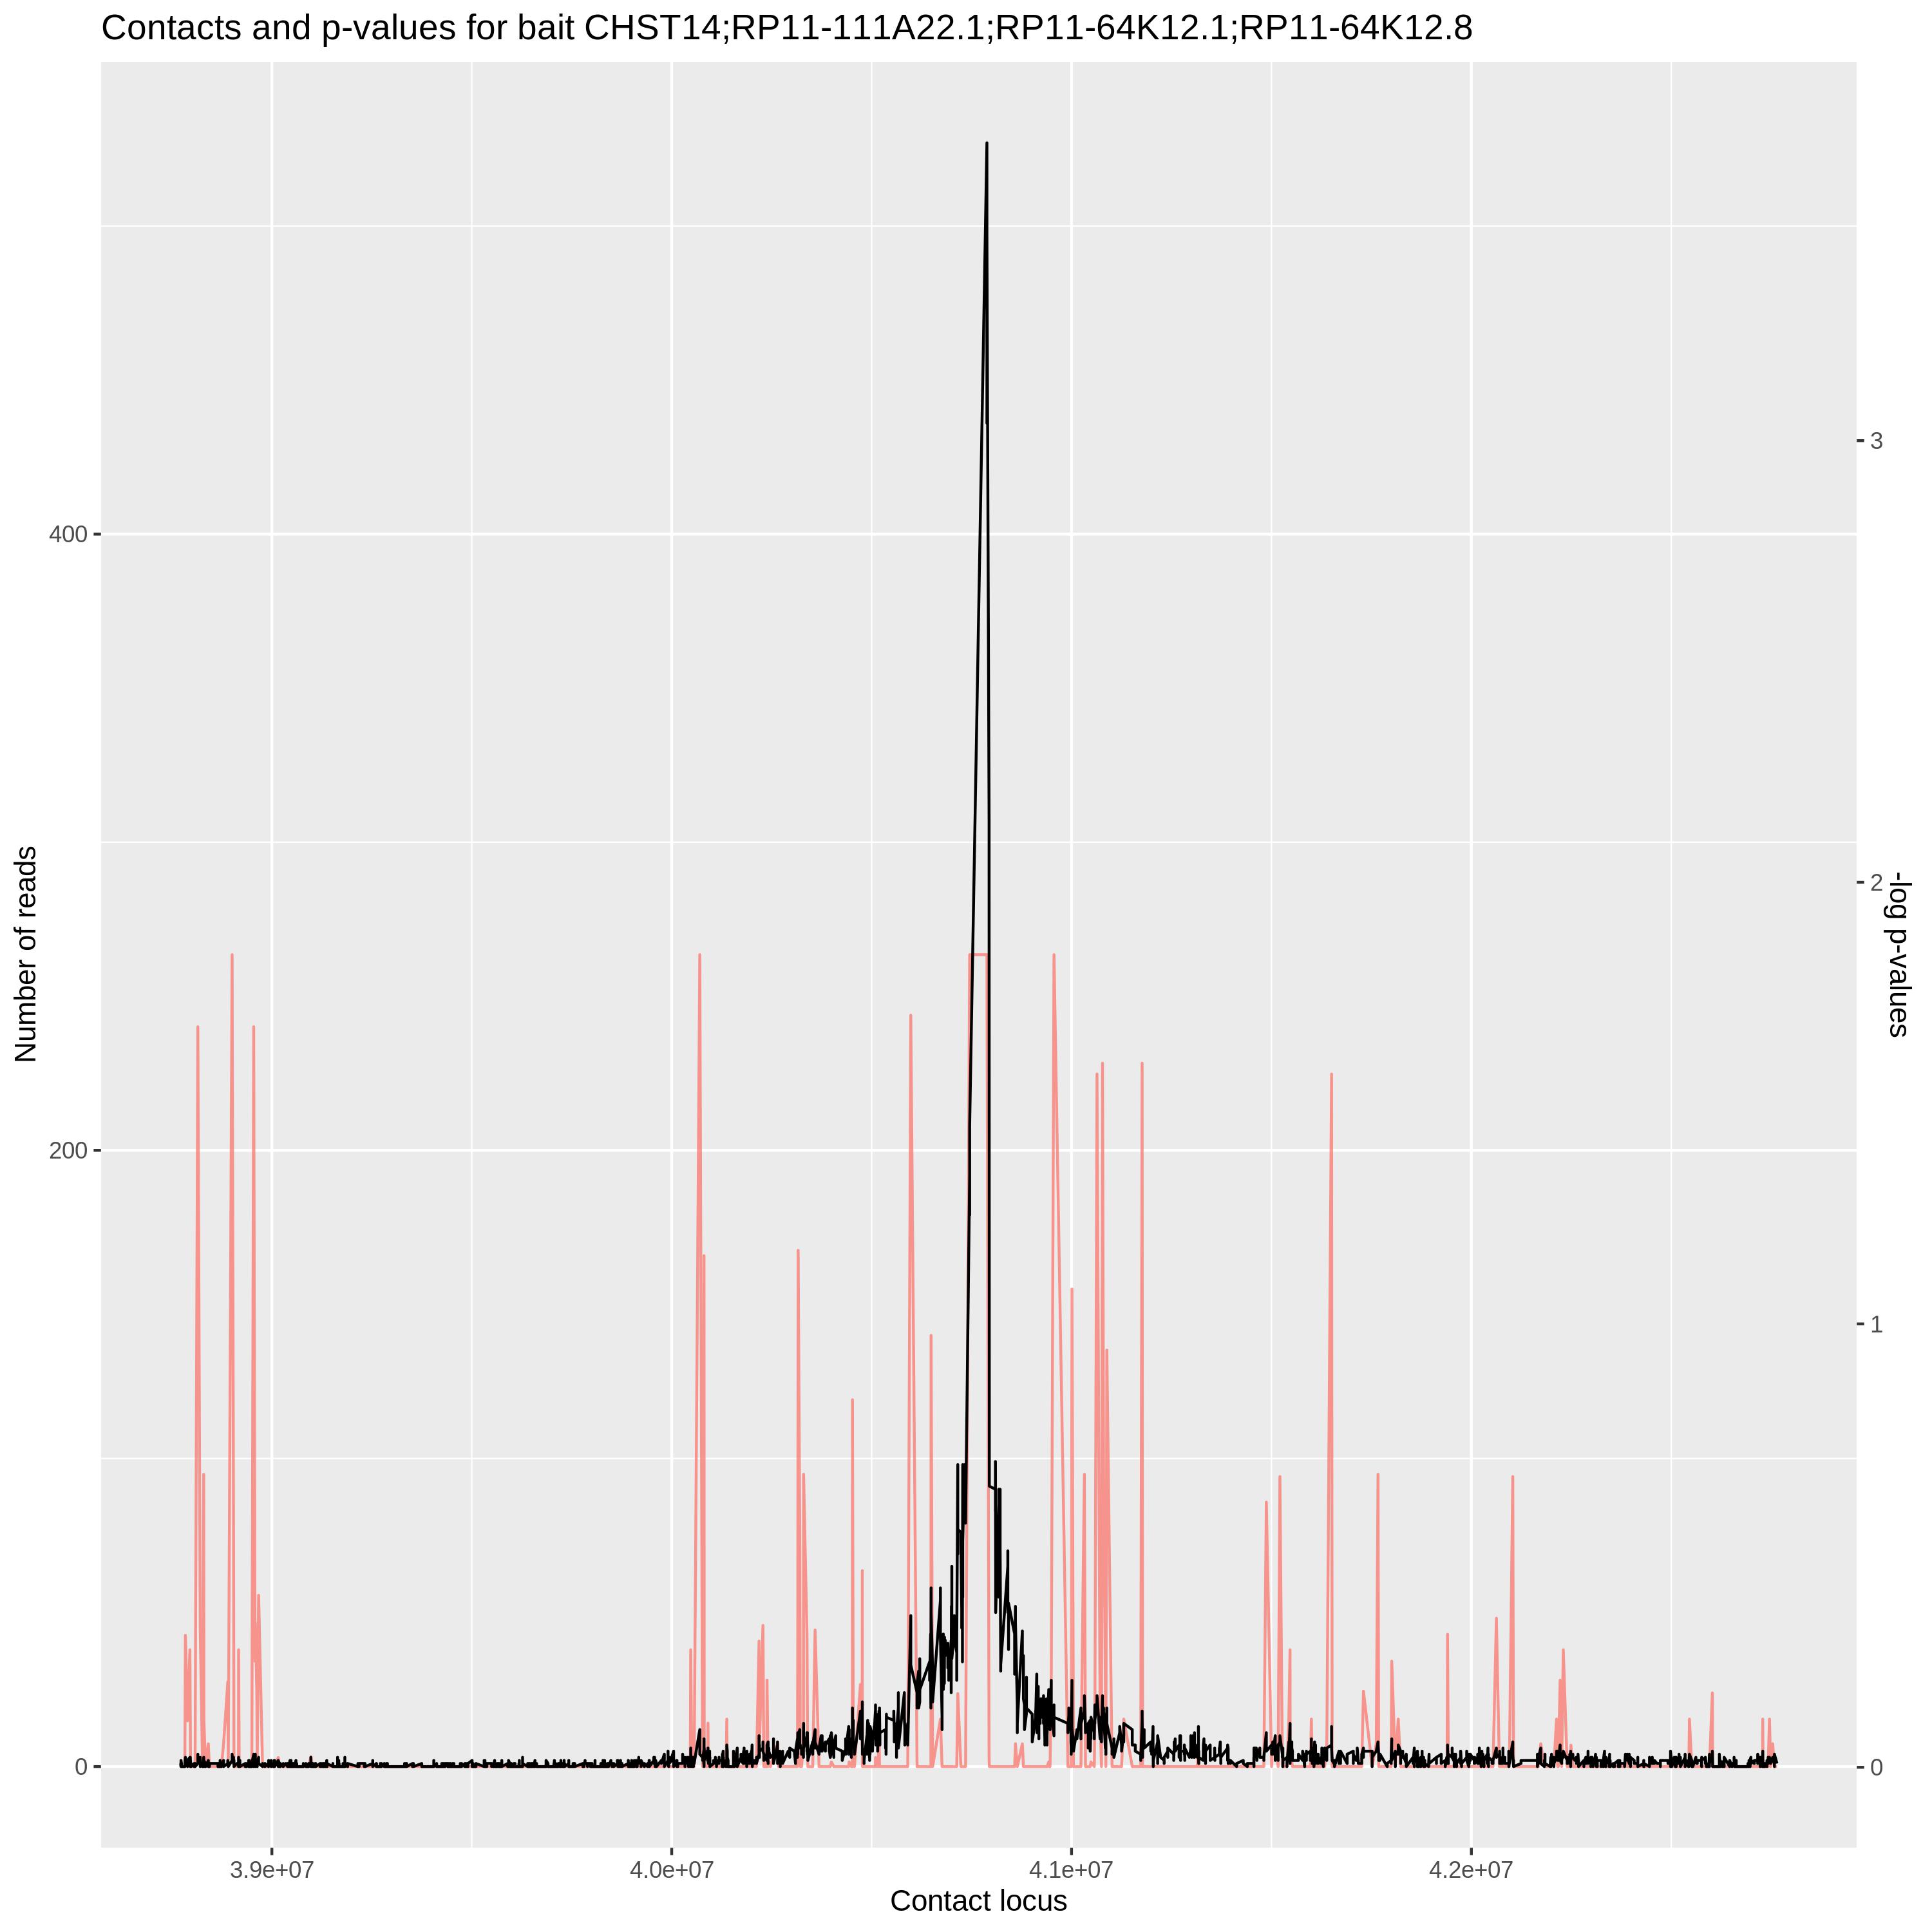 Contacts and p-values for bait CHST14;RP11-111A22.1;RP11-64K12.1;RP11-64K12.8
Number of reads
400
200
0
3
2
1
0
-log p-values
3.9e+07
4.0e+07
4.1e+07
4.2e+07
Contact locus